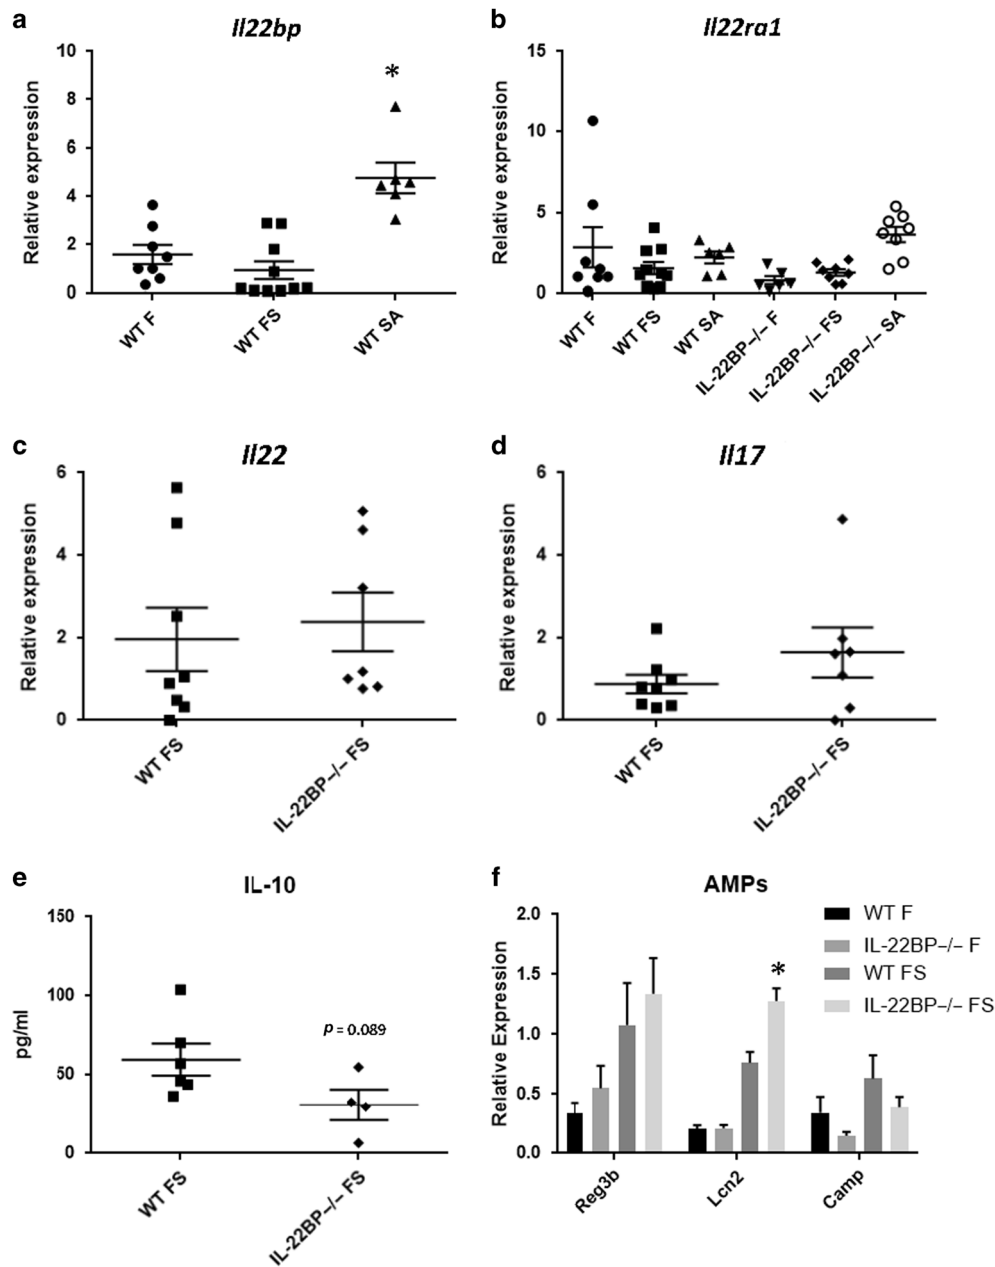 a
Il22bp
Relative expression
10
8
6
4
2
0
*
WT F
WT FS
WT SA
b
Il22ra1
Relative expression
15
10
5
0
WT F
WT FS
WT SA
IL-22BP–/– F
IL-22BP–/– FS
IL-22BP–/– SA
c
Il22
Relative expression
6
4
2
0
WT FS
IL-22BP–/– FS
d
Il17
Relative expression
6
4
2
0
WT FS
IL-22BP–/– FS
e
IL-10
pg/ml
150
100
50
0
p = 0.089
WT FS
IL-22BP–/– FS
f
AMPs
Relative Expression
2.0
1.5
1.0
0.5
0.0
*
WT F
IL-22BP–/– F
WT FS
IL-22BP–/– FS
Reg3b
Lcn2
Camp